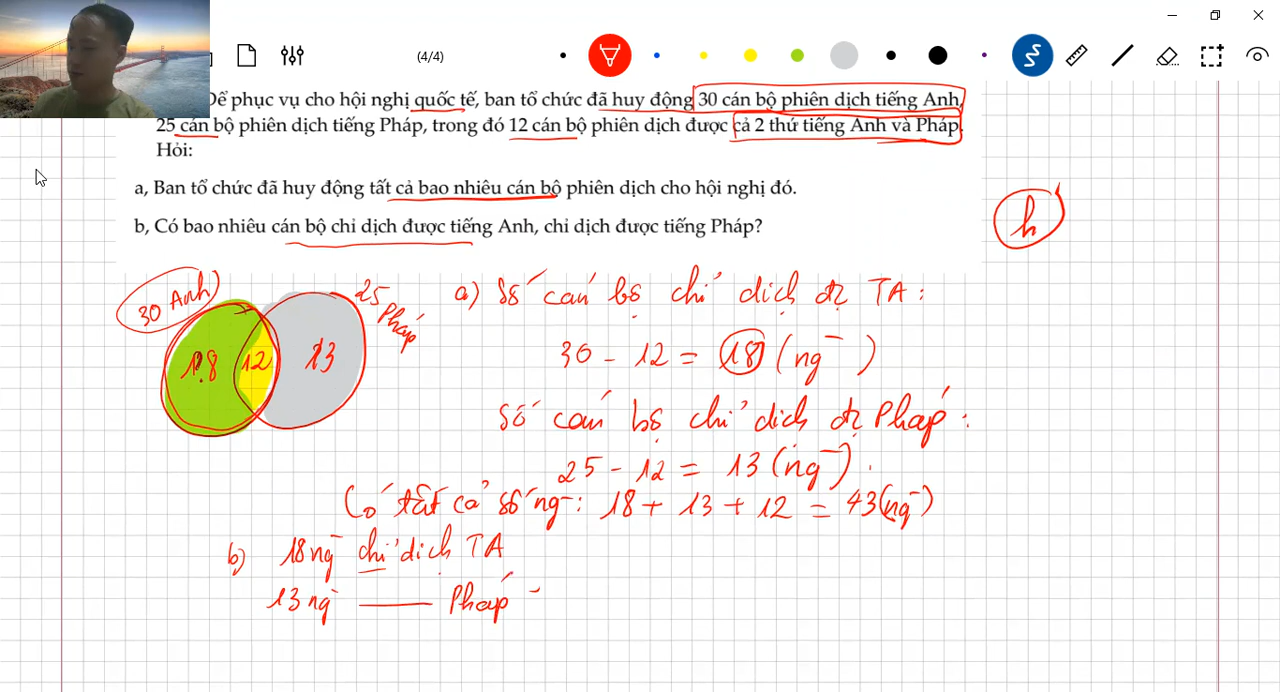 (4/4)
Để phục vụ cho hội nghị quốc tế, ban tổ chức đã huy động 30 cán bộ phiên dịch tiếng Anh,
25 cán bộ phiên dịch tiếng Pháp, trong đó 12 cán bộ phiên dịch được cả 2 thứ tiếng Anh và Pháp.
Hỏi:
a, Ban tổ chức đã huy động tất cả bao nhiêu cán bộ phiên dịch cho hội nghị đó.
b, Có bao nhiêu cán bộ chỉ dịch được tiếng Anh, chỉ dịch được tiếng Pháp?
h
30 Anh
25 Pháp
18 12 13
a) Số cán bộ chỉ dịch đc TA:
30 - 12 = 18 (ng)
Số cán bộ chỉ dịch đc Pháp:
25 - 12 = 13 (ng).
Có tất cả số ng: 18 + 13 + 12 = 43 (ng)
b) 18 ng chỉ dịch TA
13 ng —— Pháp